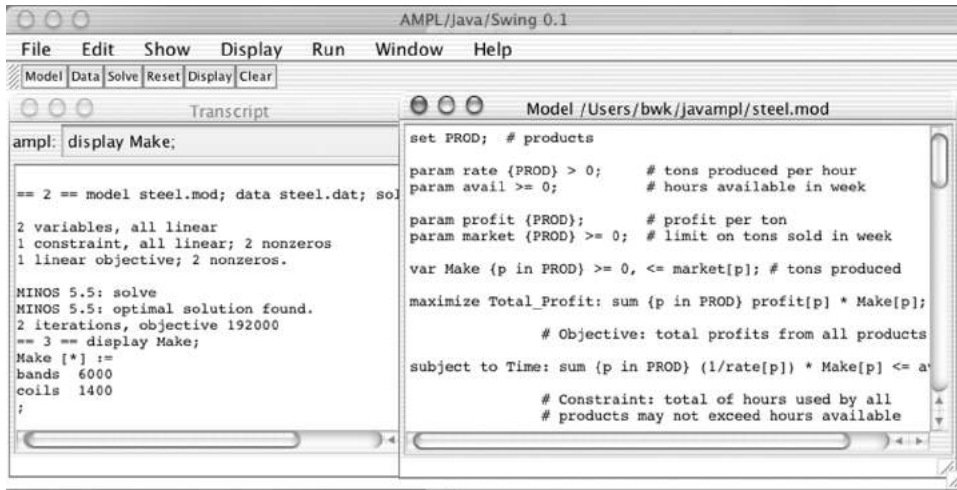 AMPL/Java/Swing 0.1
File Edit Show Display Run Window Help
Model Data Solve Reset Display Clear
Transcript
ampl: display Make;
== 2 == model steel.mod; data steel.dat; sol
2 variables, all linear
1 constraint, all linear; 2 nonzeros
1 linear objective; 2 nonzeros.
MINOS 5.5: solve
MINOS 5.5: optimal solution found.
2 iterations, objective 192000
== 3 == display Make;
Make [*] :=
bands 6000
coils 1400
;
Model /Users/bwk/javampl/steel.mod
set PROD; # products
param rate {PROD} > 0; # tons produced per hour
param avail >= 0; # hours available in week
param profit {PROD}; # profit per ton
param market {PROD} >= 0; # limit on tons sold in week
var Make {p in PROD} >= 0, <= market[p]; # tons produced
maximize Total_Profit: sum {p in PROD} profit[p] * Make[p];
# Objective: total profits from all products
subject to Time: sum {p in PROD} (1/rate[p]) * Make[p] <= a
# Constraint: total of hours used by all
# products may not exceed hours available